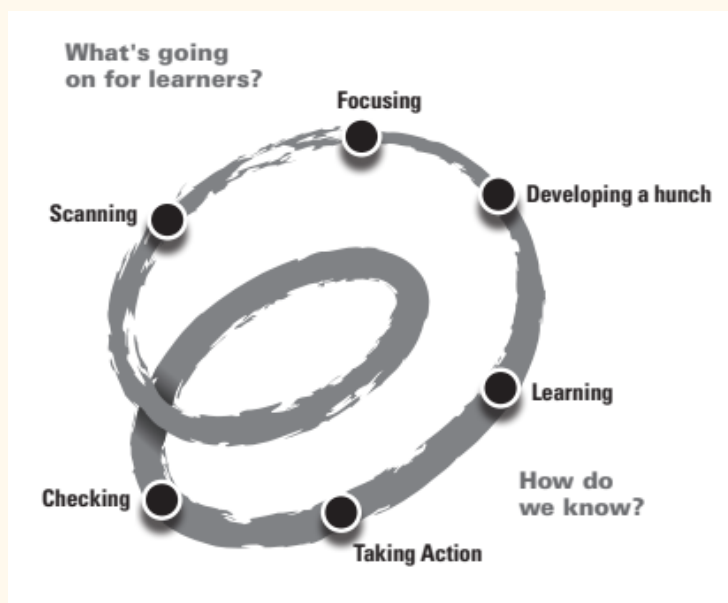 What's going
on for learners?
Focusing
Developing a hunch
Scanning
Learning
How do
we know?
Checking
Taking Action